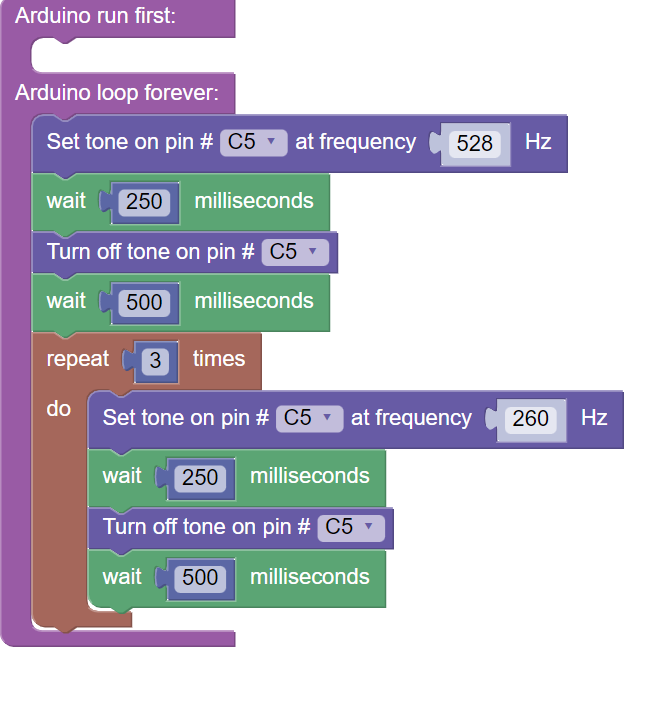 Arduino run first:
Arduino loop forever:
Set tone on pin # C5 at frequency 528 Hz
wait 250 milliseconds
Turn off tone on pin # C5
wait 500 milliseconds
repeat 3 times
do
Set tone on pin # C5 at frequency 260 Hz
wait 250 milliseconds
Turn off tone on pin # C5
wait 500 milliseconds